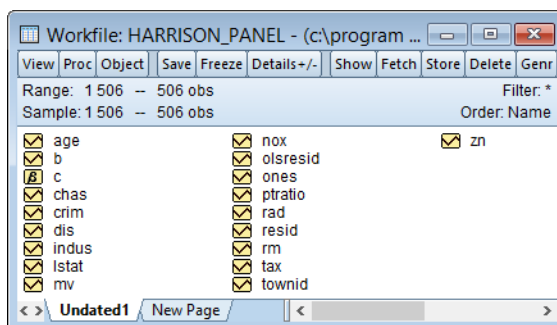 Workfile: HARRISON_PANEL - (c:\program ...
View Proc Object Save Freeze Details+/- Show Fetch Store Delete Genr
Range: 1 506 -- 506 obs Filter: *
Sample: 1 506 -- 506 obs Order: Name
age nox zn
b olsresid
β c ones
chas ptratio
crim rad
dis resid
indus rm
lstat tax
mv townid
Undated1 New Page